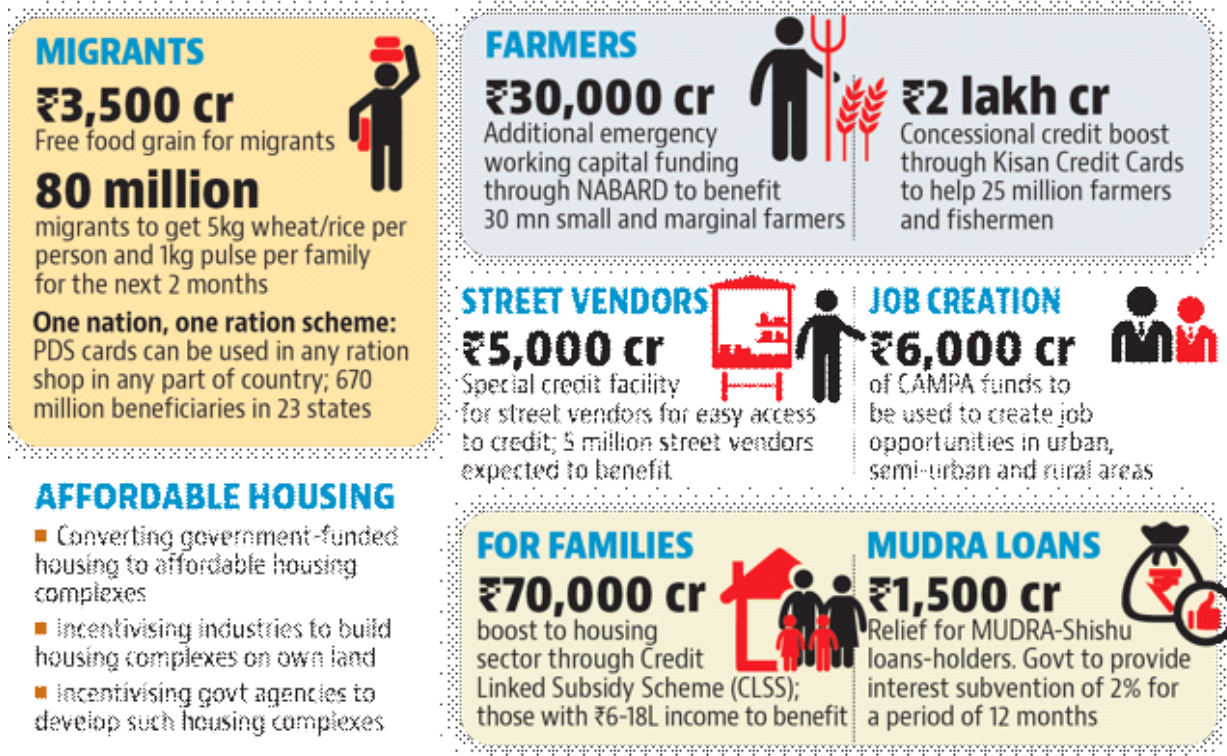 MIGRANTS
₹3,500 cr
Free food grain for migrants
80 million
migrants to get 5kg wheat/rice per
person and 1kg pulse per family
for the next 2 months
One nation, one ration scheme:
PDS cards can be used in any ration
shop in any part of country; 670
million beneficiaries in 23 states
AFFORDABLE HOUSING
Converting government-funded
housing to affordable housing
complexes
Incentivising industries to build
housing complexes on own land
Incentivising govt agencies to
develop such housing complexes
FARMERS
₹30,000 cr
Additional emergency
working capital funding
through NABARD to benefit
30 mn small and marginal farmers
₹2 lakh cr
Concessional credit boost
through Kisan Credit Cards
to help 25 million farmers
and fishermen
STREET VENDORS
₹5,000 cr
Special credit facility
for street vendors for easy access
to credit; 5 million street vendors
expected to benefit
JOB CREATION
₹6,000 cr
of CAMPA funds to
be used to create job
opportunities in urban,
semi-urban and rural areas
FOR FAMILIES
₹70,000 cr
boost to housing
sector through Credit
Linked Subsidy Scheme (CLSS);
those with ₹6-18L income to benefit
MUDRA LOANS
₹1,500 cr
Relief for MUDRA-Shishu
loans-holders. Govt to provide
interest subvention of 2% for
a period of 12 months
₹